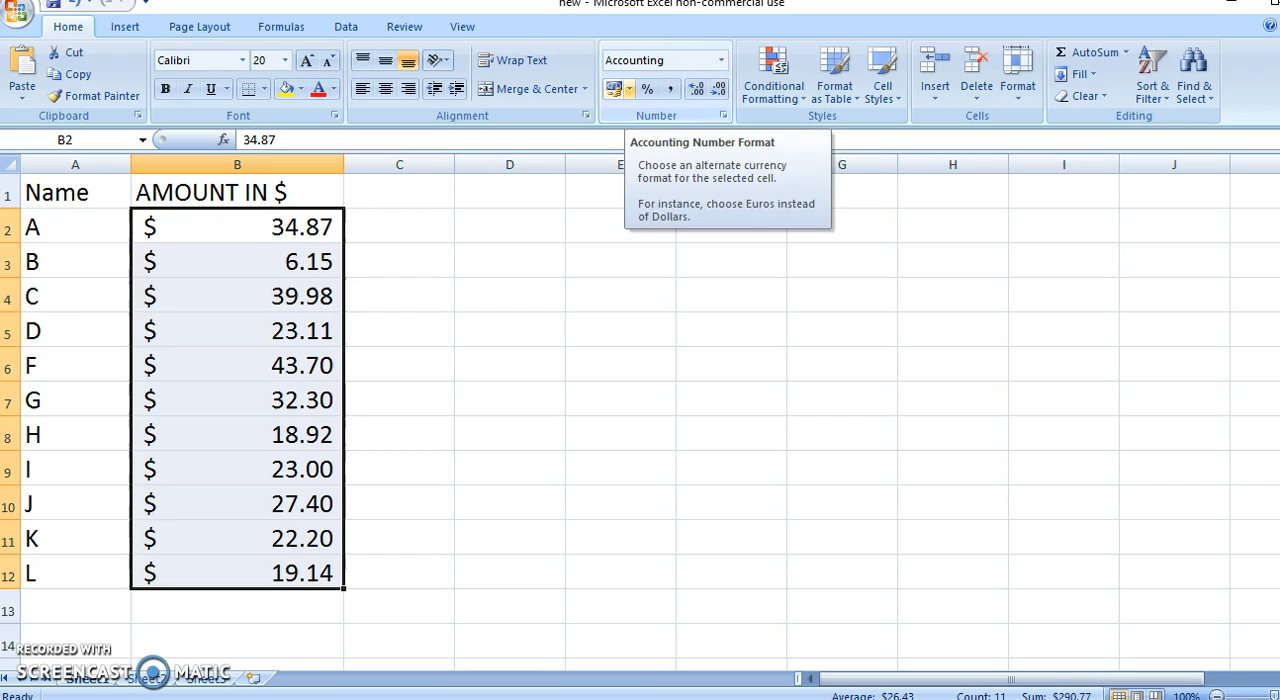 new - Microsoft Excel non-commercial use
Home Insert Page Layout Formulas Data Review View
Paste
Cut
Copy
Format Painter
Clipboard
Calibri 20
B I U
Font
Wrap Text
Merge & Center
Alignment
Accounting
% ,
Number
Conditional Formatting
Format as Table
Cell Styles
Styles
Insert Delete Format
Cells
Σ AutoSum
Fill
Clear
Sort & Filter
Find & Select
Editing
B2 fx 34.87
Accounting Number Format
Choose an alternate currency
format for the selected cell.
For instance, choose Euros instead
of Dollars.
A B C D E G H I J
1 Name AMOUNT IN $
2 A $ 34.87
3 B $ 6.15
4 C $ 39.98
5 D $ 23.11
6 F $ 43.70
7 G $ 32.30
8 H $ 18.92
9 I $ 23.00
10 J $ 27.40
11 K $ 22.20
12 L $ 19.14
13
14
RECORDED WITH
SCREENCAST MATIC
Sheet2
Ready Average: $26.43 Count: 11 Sum: $290.77 100%